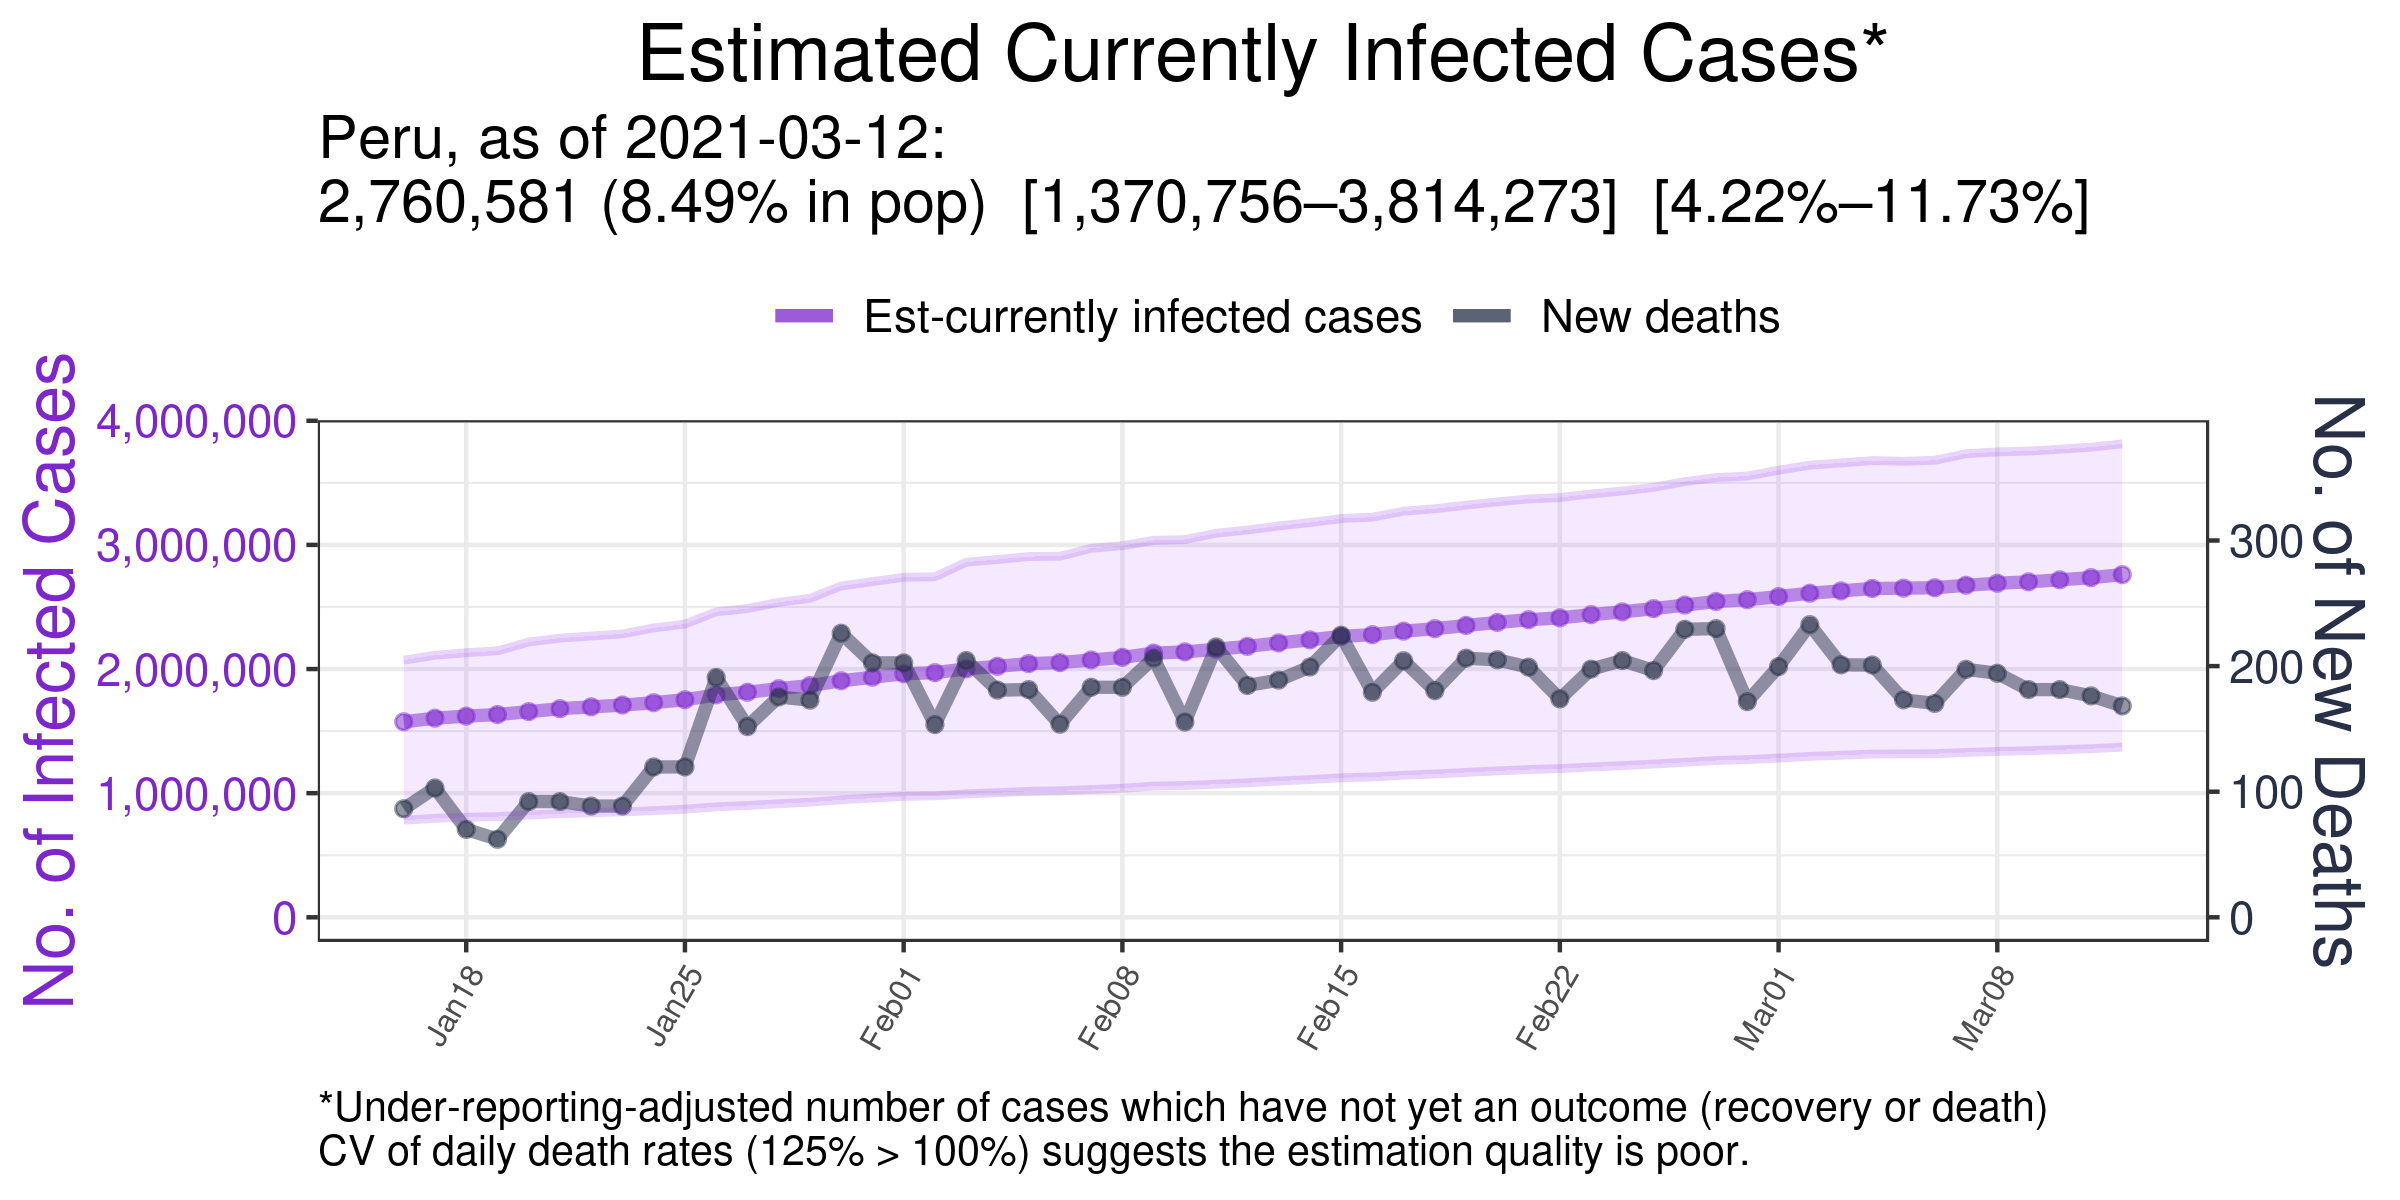 Estimated Currently Infected Cases*
Peru, as of 2021-03-12:
2,760,581 (8.49% in pop)  [1,370,756–3,814,273]  [4.22%–11.73%]
Est-currently infected cases
New deaths
No. of Infected Cases
4,000,000
3,000,000
2,000,000
1,000,000
0
No. of New Deaths
300
200
100
0
Jan18
Jan25
Feb01
Feb08
Feb15
Feb22
Mar01
Mar08
*Under-reporting-adjusted number of cases which have not yet an outcome (recovery or death)
CV of daily death rates (125% > 100%) suggests the estimation quality is poor.